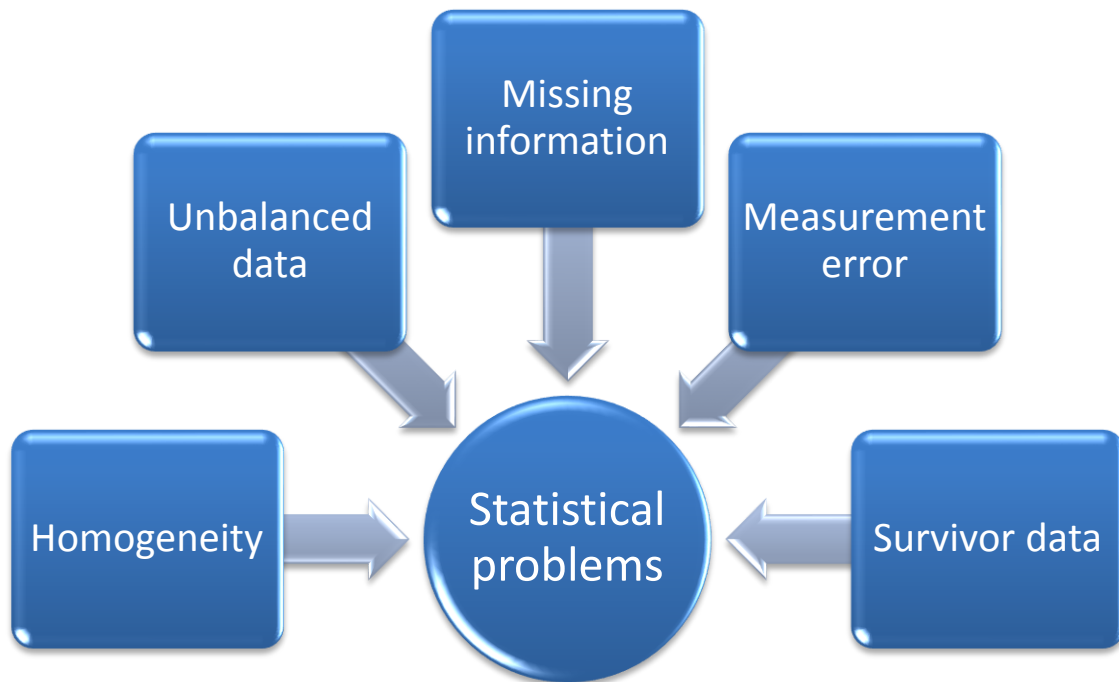 Missing
information
Unbalanced
data
Measurement
error
Homogeneity
Statistical
problems
Survivor data